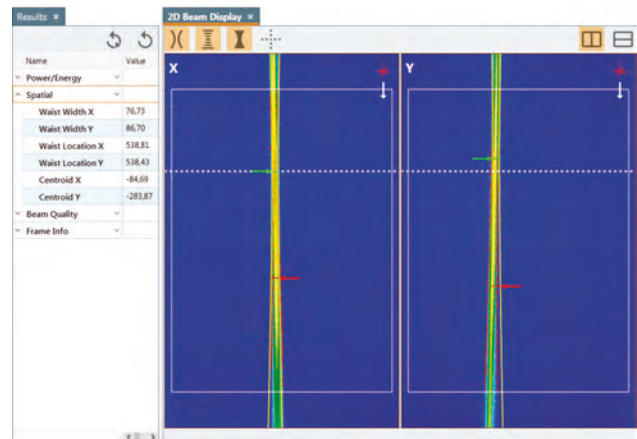 Results ×
2D Beam Display ×
Name Value
Power/Energy
Spatial
Waist Width X 76,73
Waist Width Y 86,70
Waist Location X 538,81
Waist Location Y 538,43
Centroid X -84,69
Centroid Y -283,87
Beam Quality
Frame Info
X
Y